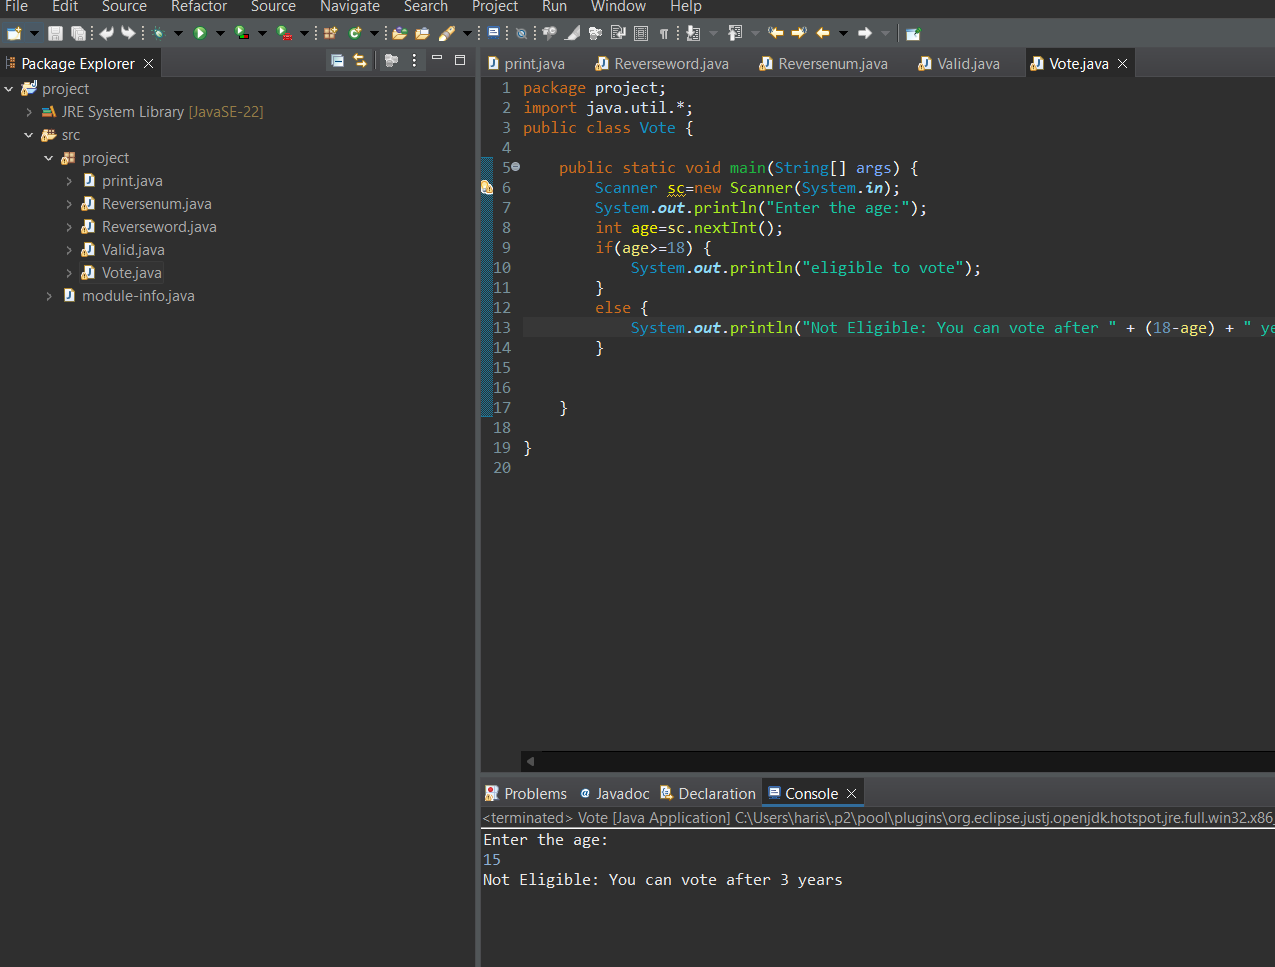 File Edit Source Refactor Source Navigate Search Project Run Window Help
Package Explorer
project
JRE System Library [JavaSE-22]
src
project
print.java
Reversenum.java
Reverseword.java
Valid.java
Vote.java
module-info.java
print.java Reverseword.java Reversenum.java Valid.java Vote.java
1 package project;
2 import java.util.*;
3 public class Vote {
4
5 public static void main(String[] args) {
6 Scanner sc=new Scanner(System.in);
7 System.out.println("Enter the age:");
8 int age=sc.nextInt();
9 if(age>=18) {
10 System.out.println("eligible to vote");
11 }
12 else {
13 System.out.println("Not Eligible: You can vote after " + (18-age) + " ye
14 }
15
16
17 }
18
19 }
20
Problems @ Javadoc Declaration Console
<terminated> Vote [Java Application] C:\Users\haris\.p2\pool\plugins\org.eclipse.justj.openjdk.hotspot.jre.full.win32.x86_
Enter the age:
15
Not Eligible: You can vote after 3 years